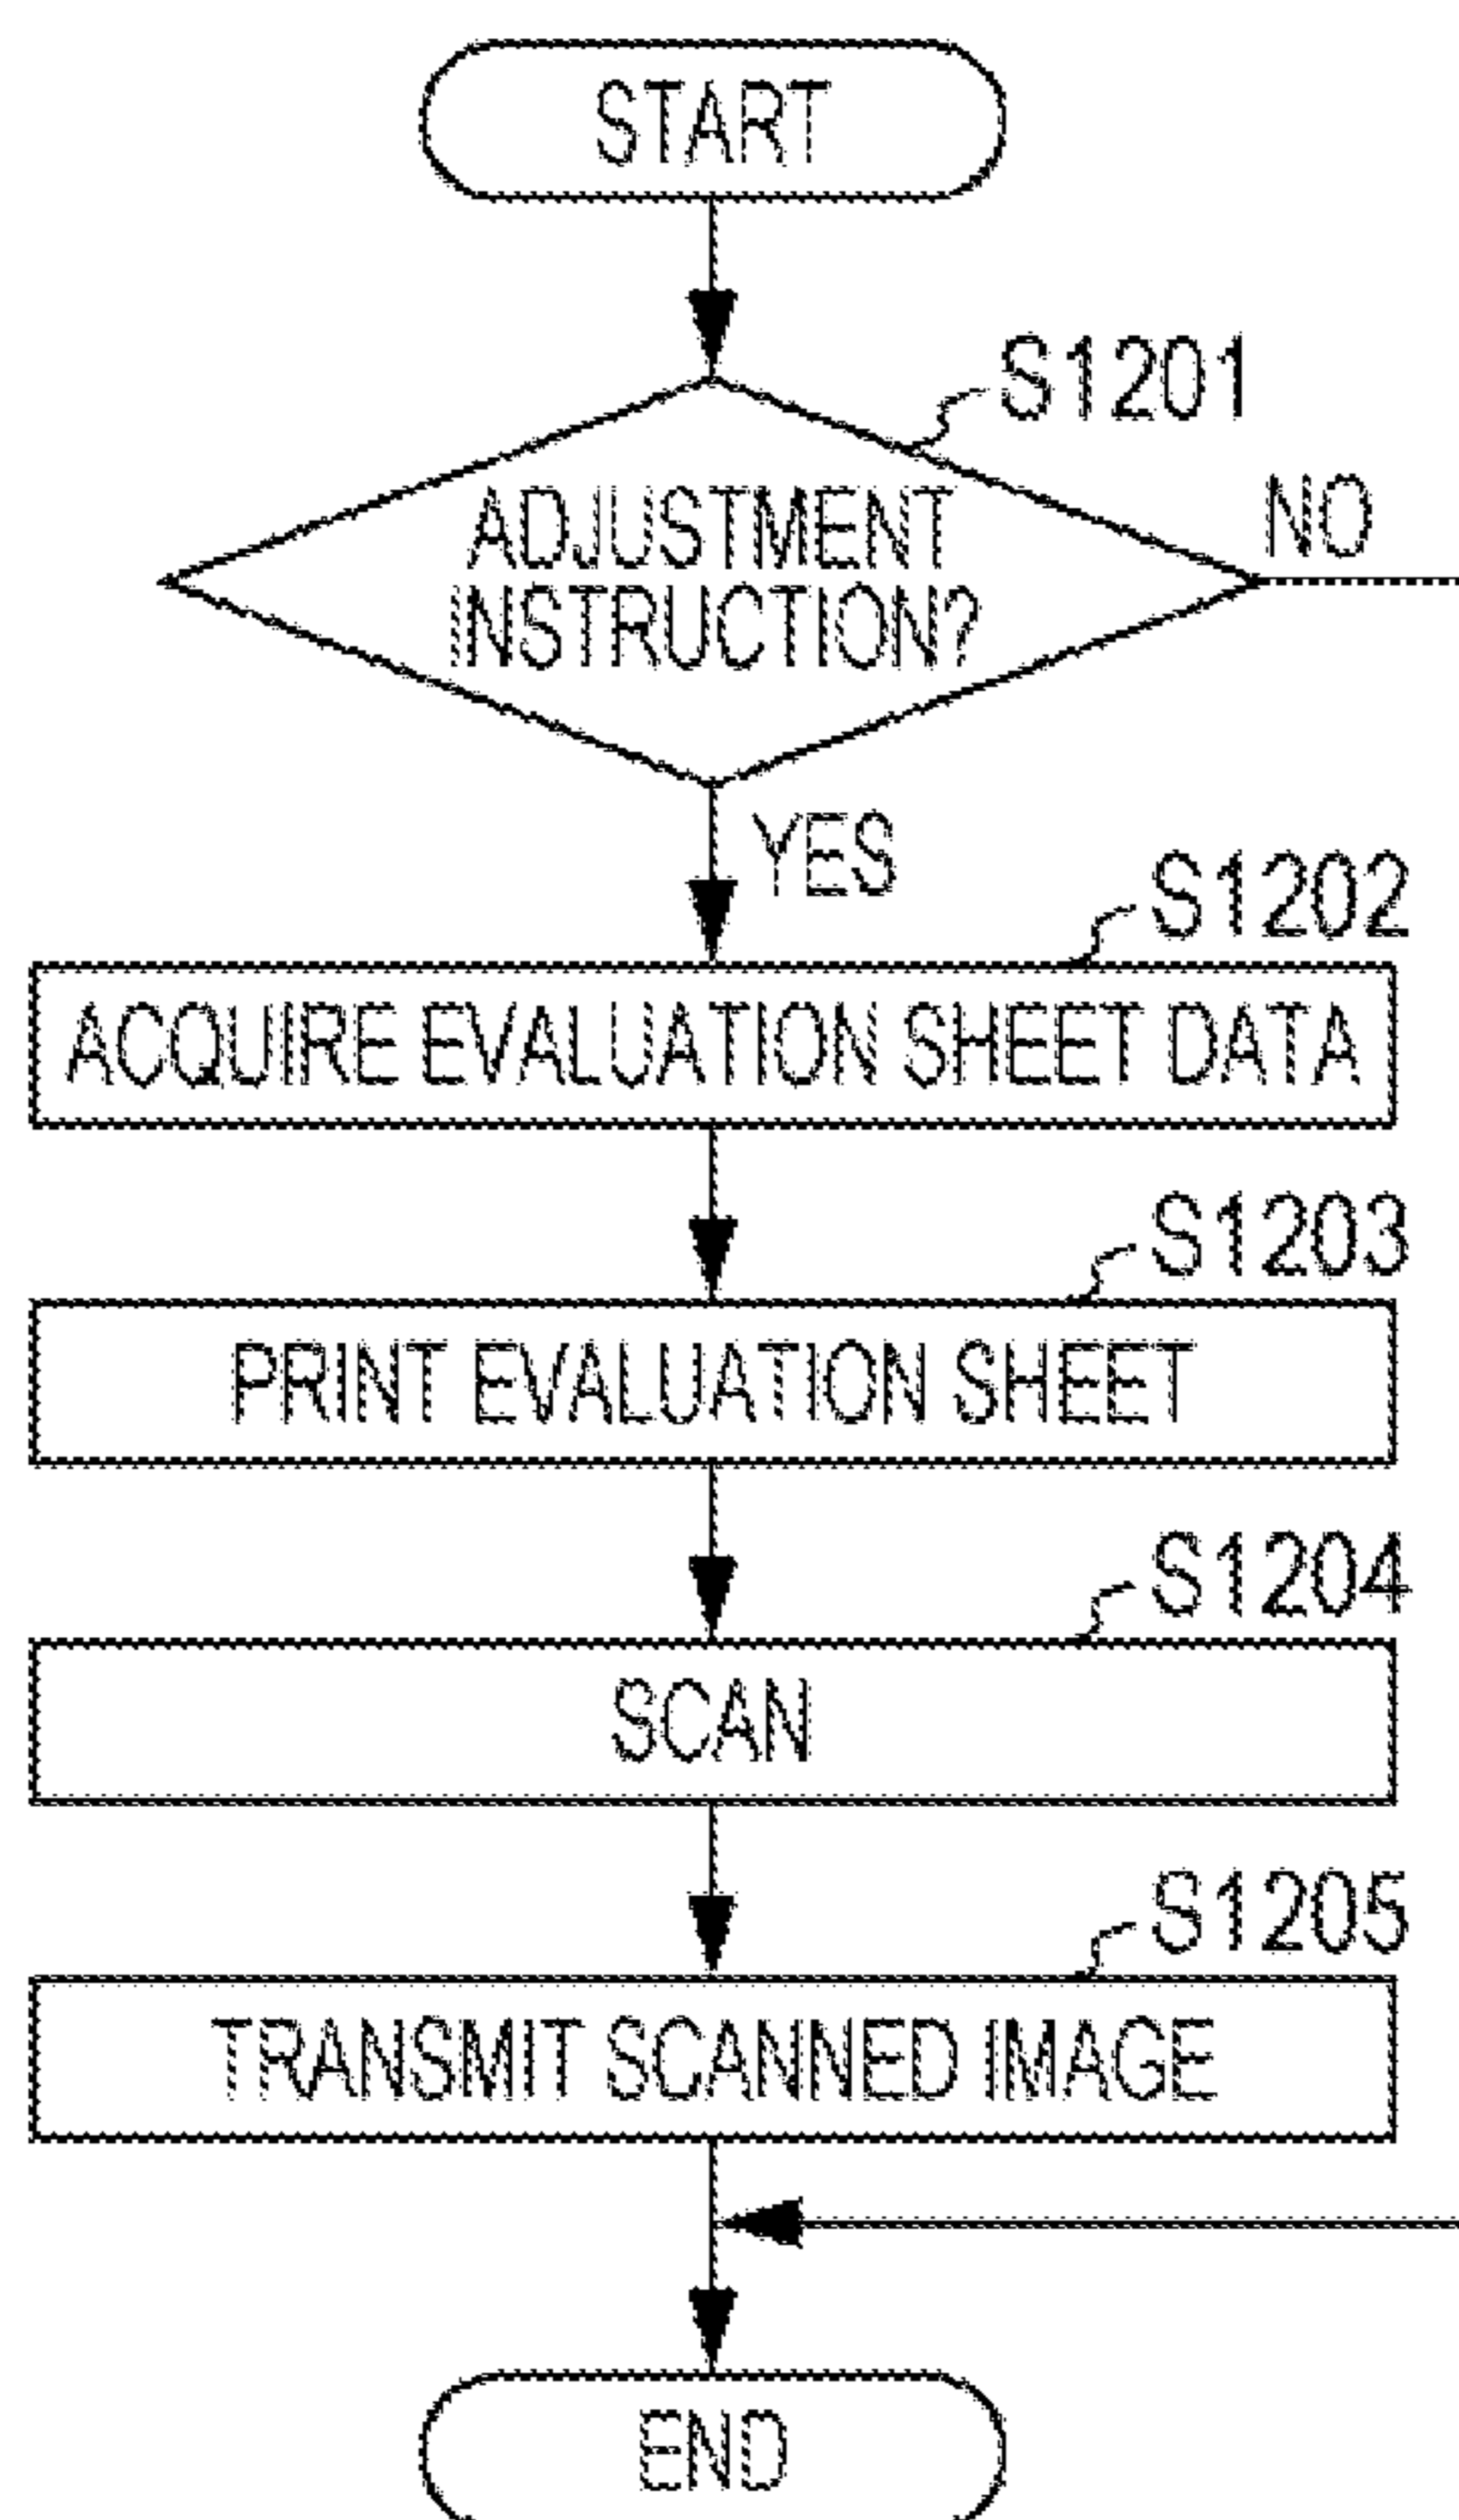 START
S1201
ADJUSTMENT
INSTRUCTION?
NO
YES
S1202
ACQUIRE EVALUATION SHEET DATA
S1203
PRINT EVALUATION SHEET
S1204
SCAN
S1205
TRANSMIT SCANNED IMAGE
END